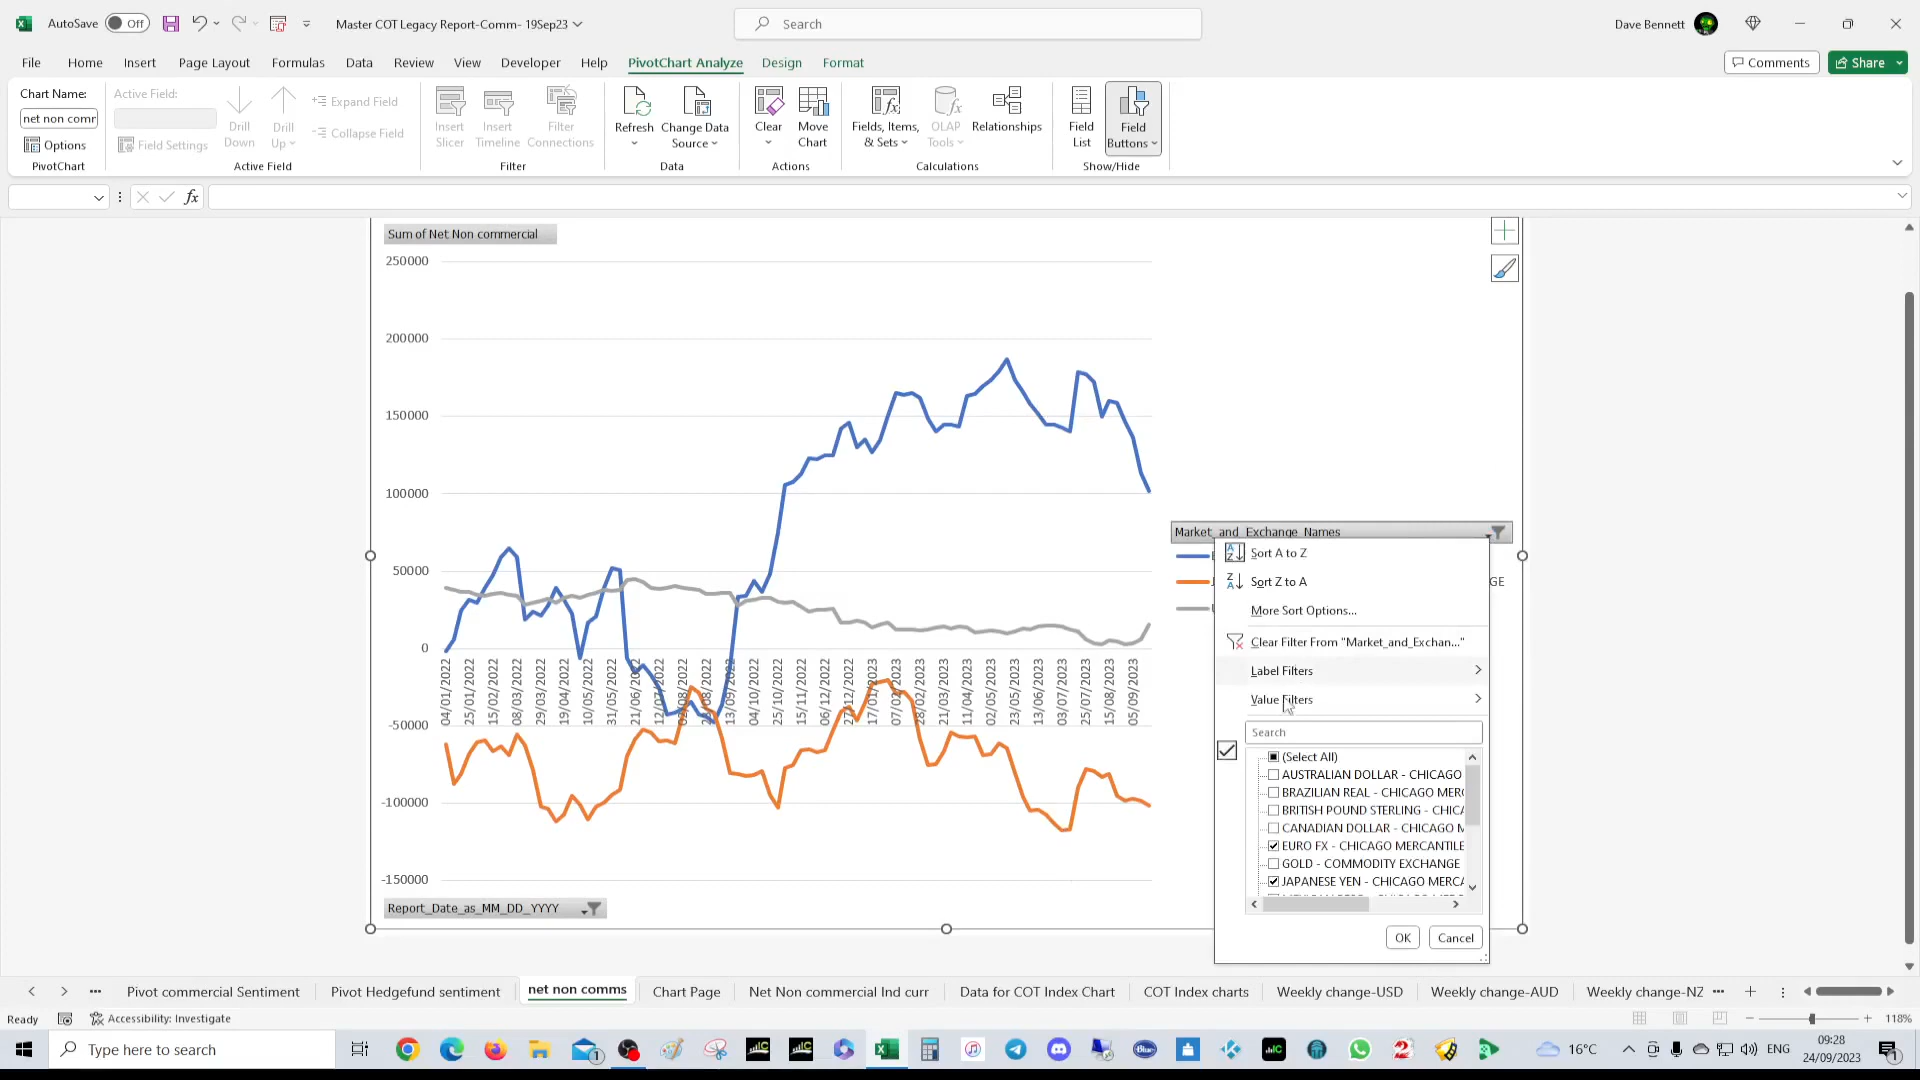 AutoSave Off Master COT Legacy Report-Comm- 19Sep23 Search Dave Bennett
File Home Insert Page Layout Formulas Data Review View Developer Help PivotChart Analyze Design Format Comments Share
Chart Name:
net non comr
Options
PivotChart
Active Field:
Field Settings
Drill Down
Drill Up
Expand Field
Collapse Field
Active Field
Insert Slicer
Insert Timeline
Filter Connections
Filter
Refresh
Change Data Source
Data
Clear
Move Chart
Actions
Fields, Items, & Sets
OLAP Tools
Relationships
Calculations
Field List
Field Buttons
Show/Hide
fx
Sum of Net Non commercial
250000
200000
150000
100000
50000
0
-50000
-100000
-150000
04/01/2022
25/01/2022
15/02/2022
08/03/2022
29/03/2022
19/04/2022
10/05/2022
31/05/2022
21/06/2022
12/07/2022
13/09/2022
04/10/2022
25/10/2022
15/11/2022
06/12/2022
27/12/2022
17/01/2023
07/02/2023
28/02/2023
21/03/2023
11/04/2023
02/05/2023
23/05/2023
13/06/2023
03/07/2023
25/07/2023
15/08/2023
05/09/2023
Report_Date_as_MM_DD_YYYY
Market_and_Exchange_Names
GE
Sort A to Z
Sort Z to A
More Sort Options...
Clear Filter From "Market_and_Exchan..."
Label Filters
Value Filters
Search
(Select All)
AUSTRALIAN DOLLAR - CHICAGO
BRAZILIAN REAL - CHICAGO MER
BRITISH POUND STERLING - CHIC
CANADIAN DOLLAR - CHICAGO M
EURO FX - CHICAGO MERCANTILE
GOLD - COMMODITY EXCHANGE
JAPANESE YEN - CHICAGO MERCA
OK Cancel
Pivot commercial Sentiment Pivot Hedgefund sentiment net non comms Chart Page Net Non commercial Ind curr Data for COT Index Chart COT Index charts Weekly change-USD Weekly change-AUD Weekly change-NZ
Ready Accessibility: Investigate 118%
Type here to search 16°C ENG 09:28
24/09/2023